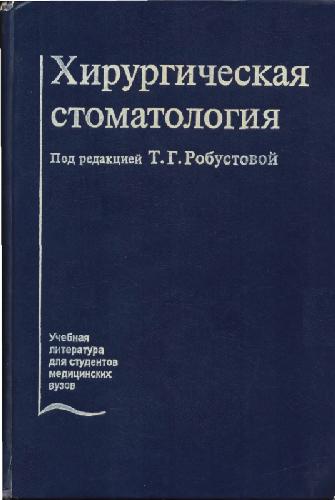 Хирургическая
стоматология
Под редакцией Т. Г. Робустовой
Учебная
литература
для студентов
медицинских
вузов